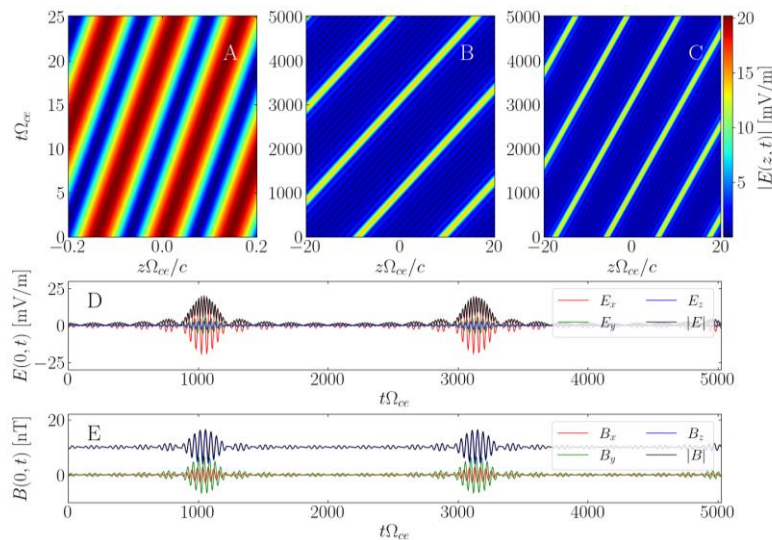 A
B
C
25
20
15
10
5
0
tΩce
−0.2
0.0
0.2
zΩce/c
5000
4000
3000
2000
1000
0
−20
0
20
zΩce/c
5000
4000
3000
2000
1000
0
−20
0
20
zΩce/c
20
15
10
5
|E(z, t)| [mV/m]
D
25
0
−25
E(0, t) [mV/m]
Ex
Ez
Ey
|E|
0
1000
2000
3000
4000
5000
tΩce
E
20
0
B(0, t) [nT]
Bx
Bz
By
|B|
0
1000
2000
3000
4000
5000
tΩce